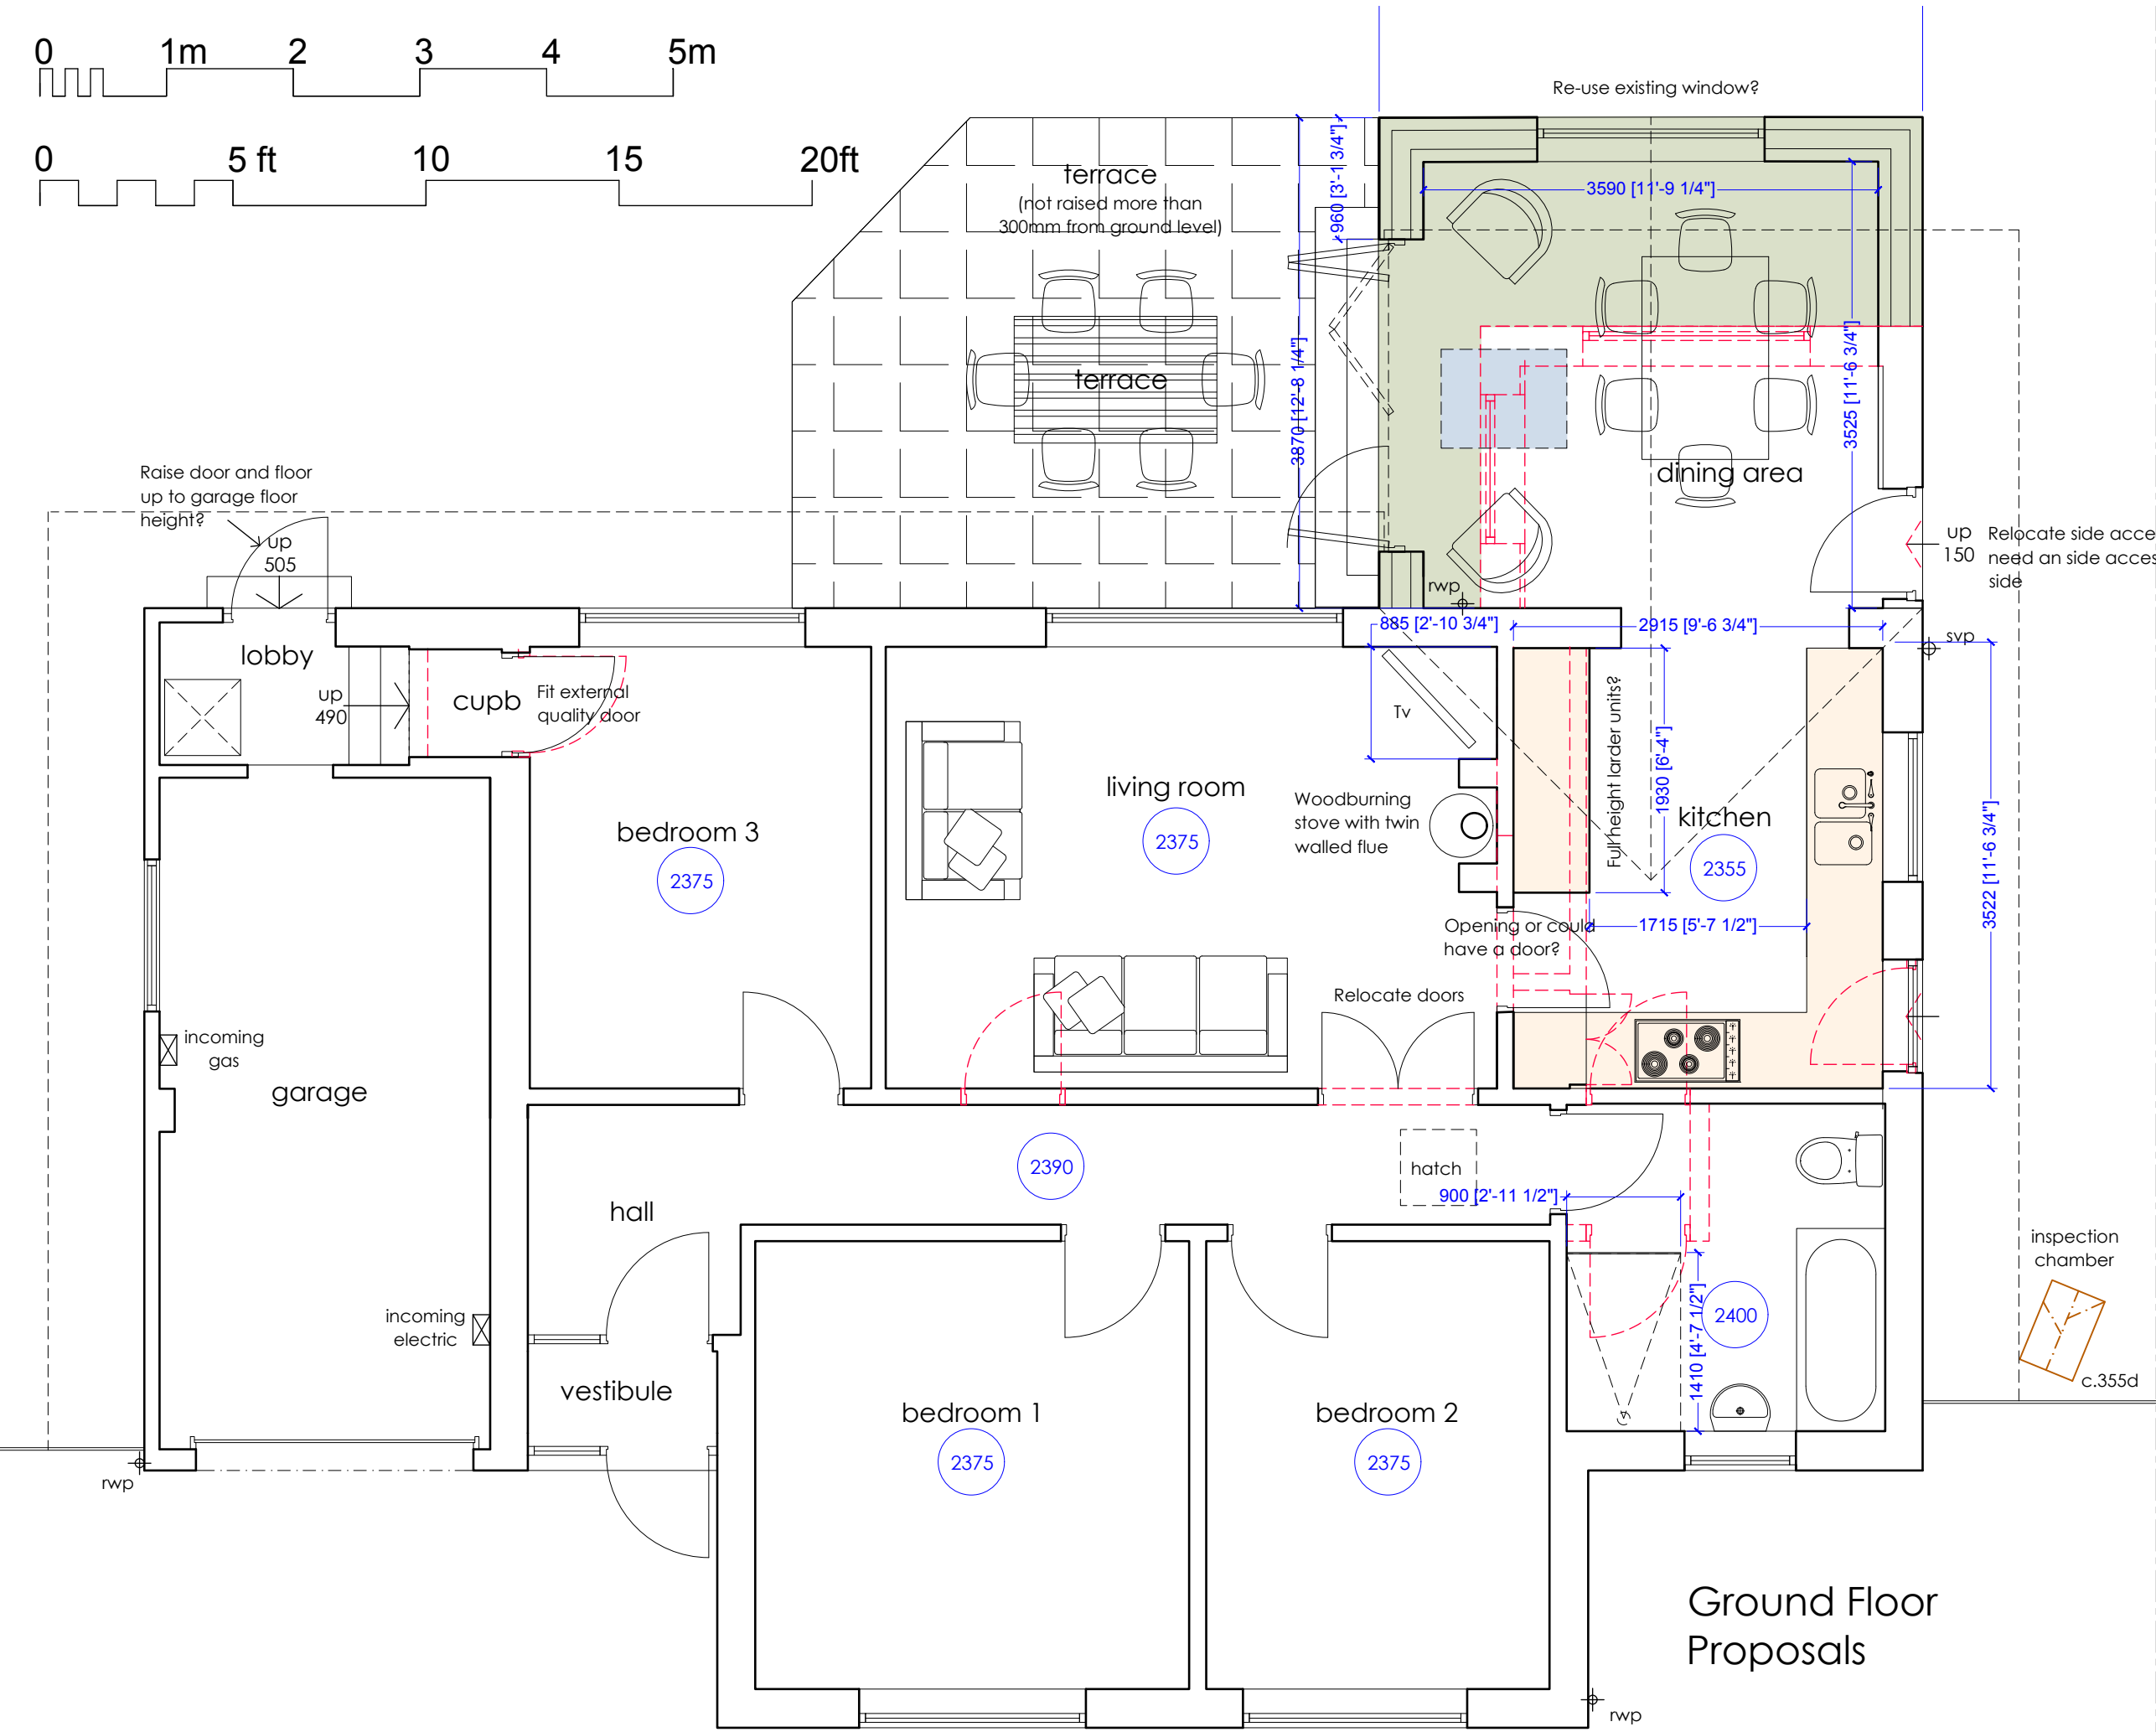 0 1m 2 3 4 5m
0 5 ft 10 15 20ft
Re-use existing window?
terrace
(not raised more than
300mm from ground level)
960 [3'-1 3/4"]
3590 [11'-9 1/4"]
3870 [12'-8 1/4"]
3525 [11'-6 3/4"]
terrace
dining area
Raise door and floor
up to garage floor
height?
up
505
up
150
Relocate side acce
need an side acces
side
rwp
885 [2'-10 3/4"]
2915 [9'-6 3/4"]
svp
lobby
up
490
cupb
Fit external
quality door
Tv
Full height larder units?
1930 [6'-4"]
living room
2375
Woodburning
stove with twin
walled flue
kitchen
2355
bedroom 3
2375
3522 [11'-6 3/4"]
Opening or could
have a door?
1715 [5'-7 1/2"]
Relocate doors
incoming
gas
garage
2390
hatch
900 [2'-11 1/2"]
hall
inspection
chamber
incoming
electric
1410 [4'-7 1/2"]
2400
c.355d
vestibule
bedroom 1
2375
bedroom 2
2375
rwp
Ground Floor
Proposals
rwp